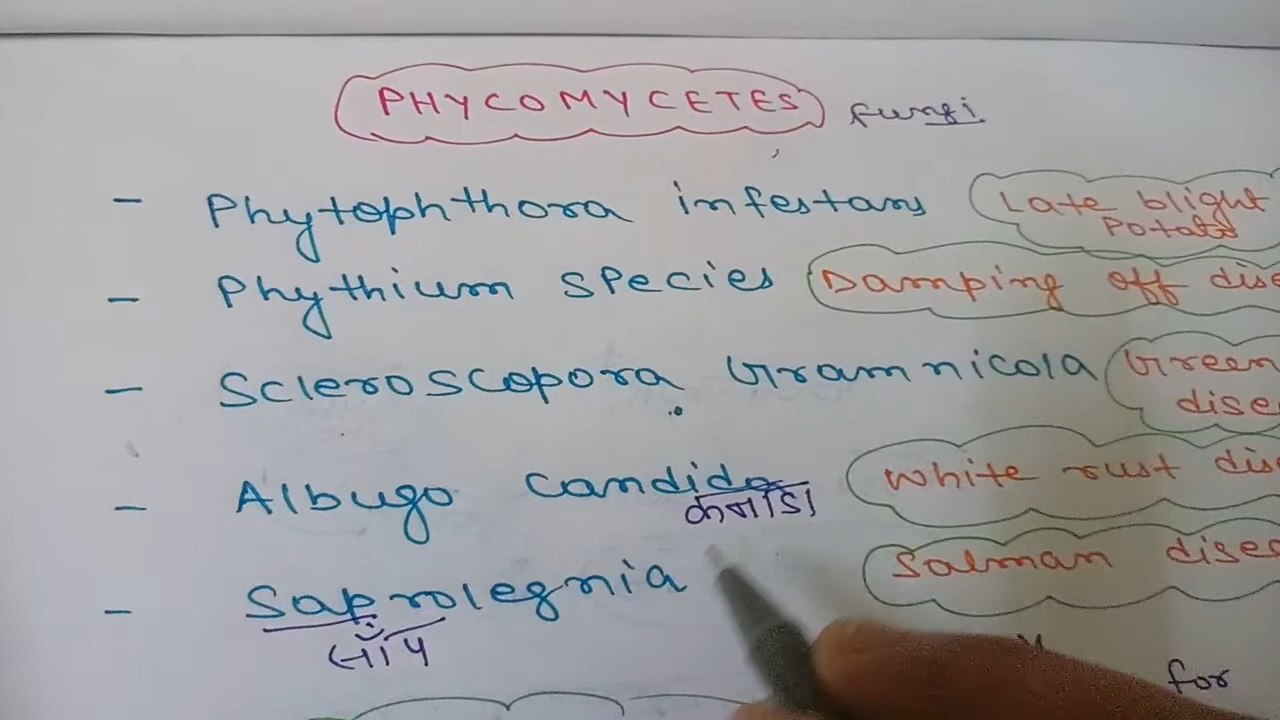 PHYCOMYCETES fungi
- Phytophthora infestans Late blight
Potato
- Phythium species Damping off dise
- Scleroscopora Gramnicola Green
dise
- Albugo candida White rust dis
कनाडा
- Saprolegnia Salman disea
साँप
for